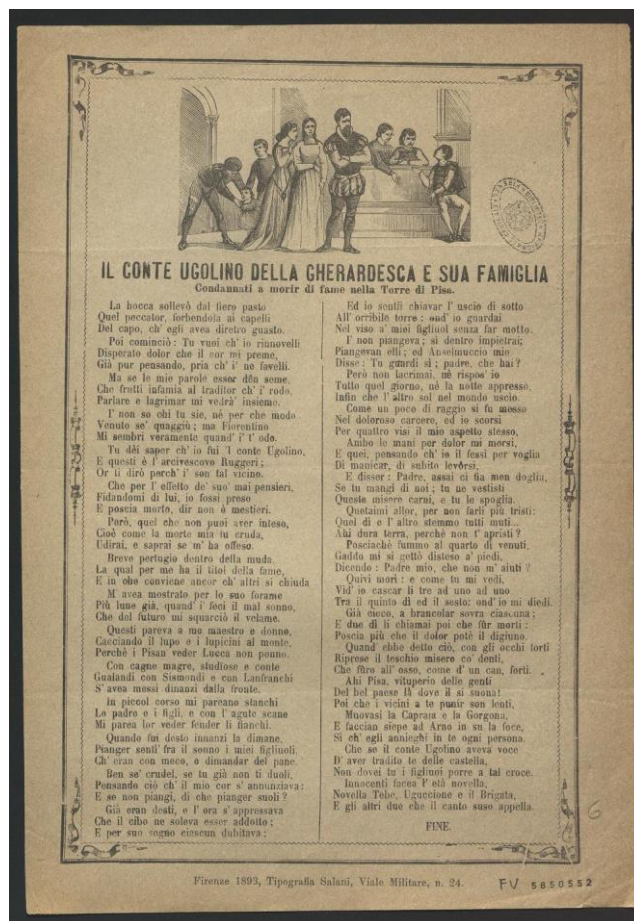 IL CONTE UGOLINO DELLA GHERARDESCA E SUA FAMIGLIA
Condannati a morir di fame nella Torre di Pisa.
La bocca sollevò dal fiero pasto
Quel peccator, forbendola ai capelli
Del capo, ch' egli avea diretro guasto.
Poi cominciò: Tu vuoi ch' io rinnovelli
Disperato dolor che il cor mi preme,
Già pur pensando, pria ch' i' ne favelli.
Ma se le mie parole esser dên seme,
Che frutti infamia al traditor ch' i' rodo,
Parlare e lagrimar mi vedrà' insieme.
I' non so chi tu sie, nè per che modo
Venuto se' quaggiù; ma Fiorentino
Mi sembri veramente quand' i' t' odo.
Tu dêi saper ch' io fui 'l conte Ugolino,
E questi è l' arcivescovo Ruggeri;
Or ti dirò perch' i' son tal vicino.
Che per l' effetto de' suo' mai pensieri,
Fidandomi di lui, io fossi preso
E poscia morto, dir non è mestieri.
Però, quel che non puoi aver inteso,
Cioè come la morte mia fu cruda,
Udirai, e saprai se m' ha offeso.
Breve pertugio dentro della muda,
La qual per me ha il titol della fame,
E in che conviene ancor ch' altri si chiuda
M' avea mostrato per lo suo forame
Più lune già, quand' i' feci il mal sonno,
Che del futuro mi squarciò il velame.
Questi pareva a me maestro e donno,
Cacciando il lupo e i lupicini al monte,
Perchè i Pisan veder Lucca non ponno.
Con cagne magre, studiose e conte
Gualandi con Sismondi e con Lanfranchi
S' avea messi dinanzi dalla fronte.
In piccol corso mi pareano stanchi
Lo padre e i figli, e con l' agute scane
Mi parea lor veder fender li fianchi.
Quando fui desto innanzi la dimane,
Pianger sentii fra il sonno i miei figliuoli,
Ch' eran con meco, e dimandar del pane.
Ben se' crudel, se tu già non ti duoli,
Pensando ciò ch' il mio cor s' annunziava:
E se non piangi, di che pianger suoli?
Già eran desti, e l' ora s' appressava
Che il cibo ne soleva esser addotto;
E per suo sogno ciascun dubitava:
Ed io sentii chiavar l' uscio di sotto
All' orribile torre: ond' io guardai
Nel viso a' miei figliuoi senza far motto.
I' non piangeva; sì dentro impietrai;
Piangevan elli; ed Anselmuccio mio
Disse: Tu guardi sì; padre, che hai?
Però non lacrimai, nè rispos' io
Tutto quel giorno, nè la notte appresso,
Infin che l' altro sol nel mondo uscìo.
Come un poco di raggio si fu messo
Nel doloroso carcere, ed io scorsi
Per quattro visi il mio aspetto stesso,
Ambo le mani per dolor mi morsi,
E quei, pensando ch' io il fessi per voglia
Di manicar, di subito levôrsi,
E disser: Padre, assai ci fia men doglia,
Se tu mangi di noi; tu ne vestisti
Queste misere carni, e tu le spoglia.
Quetaimi allor, per non farli più tristi:
Quel dì e l' altro stemmo tutti muti...
Ahi dura terra, perchè non t' apristi?
Posciachè fummo al quarto dì venuti,
Gaddo mi si gettò disteso a' piedi,
Dicendo: Padre mio, che non m' aiuti?
Quivi morì: e come tu mi vedi,
Vid' io cascar li tre ad uno ad uno
Tra il quinto dì ed il sesto: ond' io mi diedi.
Già cieco, a brancolar sovra ciascuno;
E due dì li chiamai poi che fûr morti:
Poscia più che il dolor potè il digiuno.
Quand' ebbe detto ciò, con gli occhi torti
Riprese il teschio misero co' denti,
Che fûro all' osso, come d' un can, forti.
Ahi Pisa, vituperio delle genti
Del bel paese là dove il sì suona!
Poi che i vicini a te punir son lenti,
Muovasi la Capraia e la Gorgona,
E faccian siepe ad Arno in su la foce,
Sì ch' egli annieghi in te ogni persona.
Che se il conte Ugolino aveva voce
D' aver tradito te delle castella,
Non dovei tu i figliuoi porre a tal croce.
Innocenti facea l' età novella,
Novella Tebe, Uguccione e il Brigata,
E gli altri due che il canto suso appella.
FINE.
Firenze 1893, Tipografia Salani, Viale Militare, n. 24.
FV 5850552
6